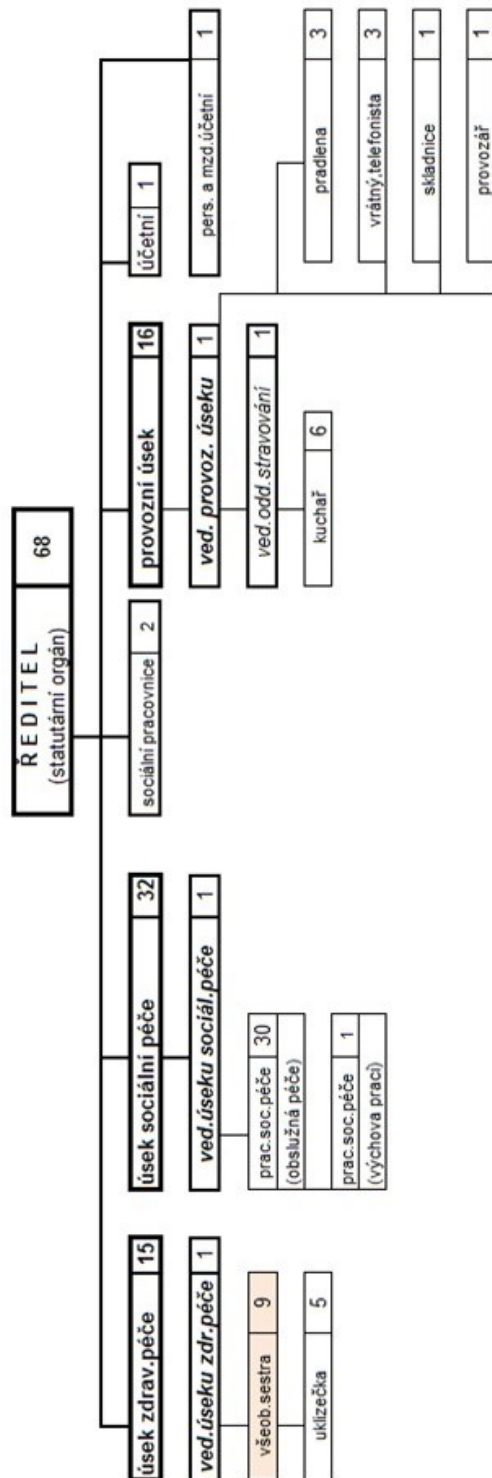 ŘEDITEL 68
(statutární orgán)
úsek zdrav.péče 15
úsek sociální péče 32
sociální pracovnice 2
provozní úsek 16
účetní 1
pers. a mzd.účetní 1
ved.úseku zdr.péče 1
ved.úseku sociál.péče 1
ved. provoz. úseku 1
všeob.sestra 9
prac.soc.péče 30
(obslužná péče)
ved.odd.stravování 1
uklízečka 5
prac.soc.péče 1
(výchova prací)
kuchař 6
pradlena 3
vrátný,telefonista 3
skladnice 1
provozář 1